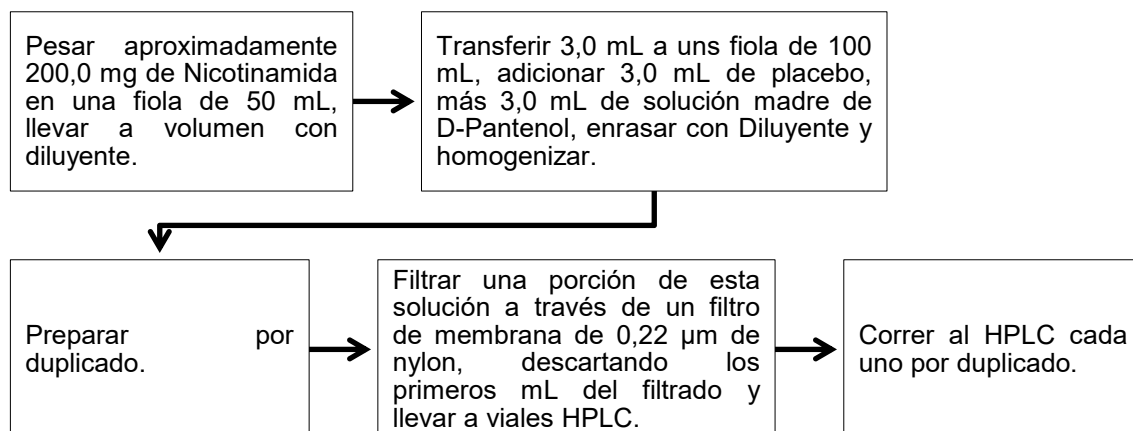 Pesar aproximadamente
200,0 mg de Nicotinamida
en una fiola de 50 mL,
llevar a volumen con
diluyente.
Transferir 3,0 mL a uns fiola de 100
mL, adicionar 3,0 mL de placebo,
más 3,0 mL de solución madre de
D-Pantenol, enrasar con Diluyente y
homogenizar.
Preparar por
duplicado.
Filtrar una porción de esta
solución a través de un filtro
de membrana de 0,22 µm de
nylon, descartando los
primeros mL del filtrado y
llevar a viales HPLC.
Correr al HPLC cada
uno por duplicado.